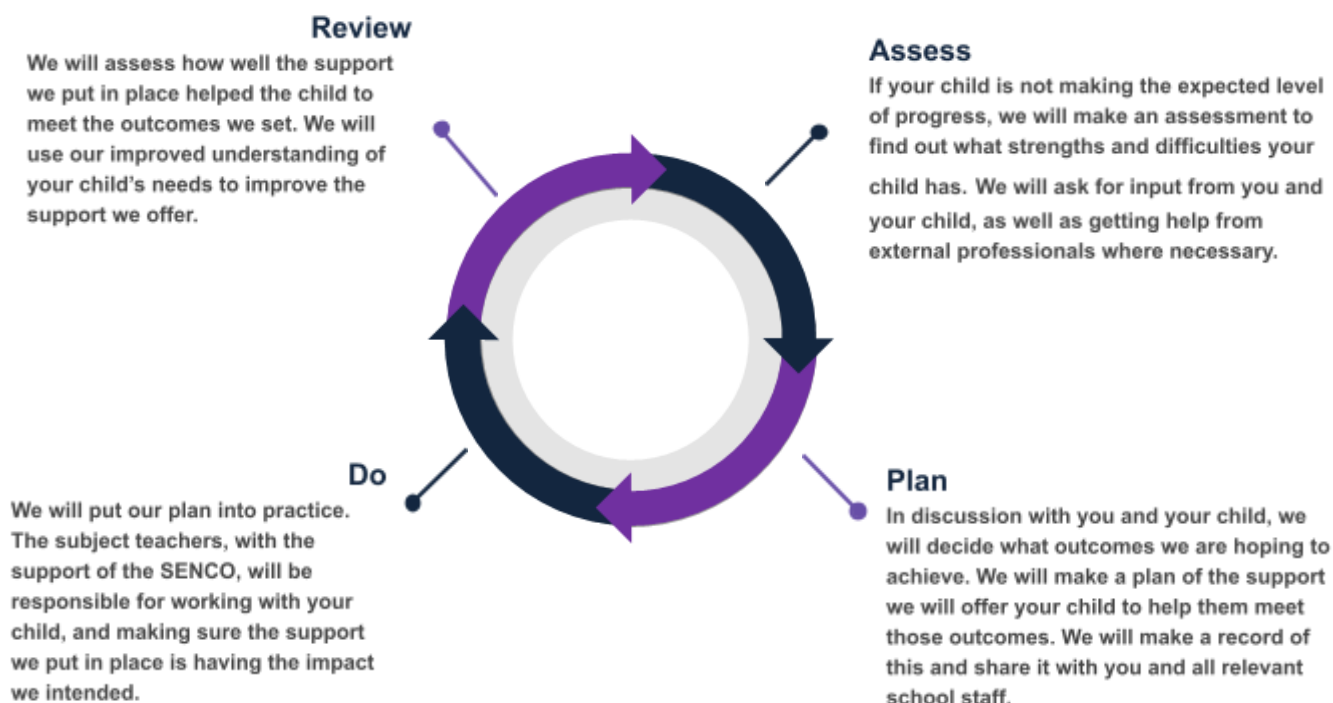 Review
We will assess how well the support
we put in place helped the child to
meet the outcomes we set. We will
use our improved understanding of
your child's needs to improve the
support we offer.
Assess
If your child is not making the expected level
of progress, we will make an assessment to
find out what strengths and difficulties your
child has. We will ask for input from you and
your child, as well as getting help from
external professionals where necessary.
Do
We will put our plan into practice.
The subject teachers, with the
support of the SENCO, will be
responsible for working with your
child, and making sure the support
we put in place is having the impact
we intended.
Plan
In discussion with you and your child, we
will decide what outcomes we are hoping to
achieve. We will make a plan of the support
we will offer your child to help them meet
those outcomes. We will make a record of
this and share it with you and all relevant
school staff.